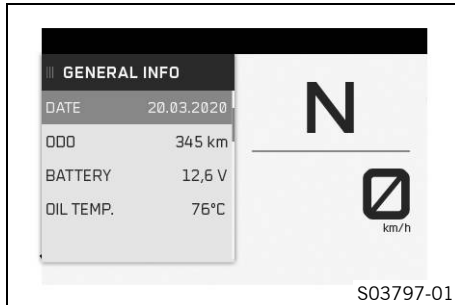 GENERAL INFO
DATE 20.03.2020
ODO 345 km
BATTERY 12,6 V
OIL TEMP. 76°C
N
0
km/h
S03797-01